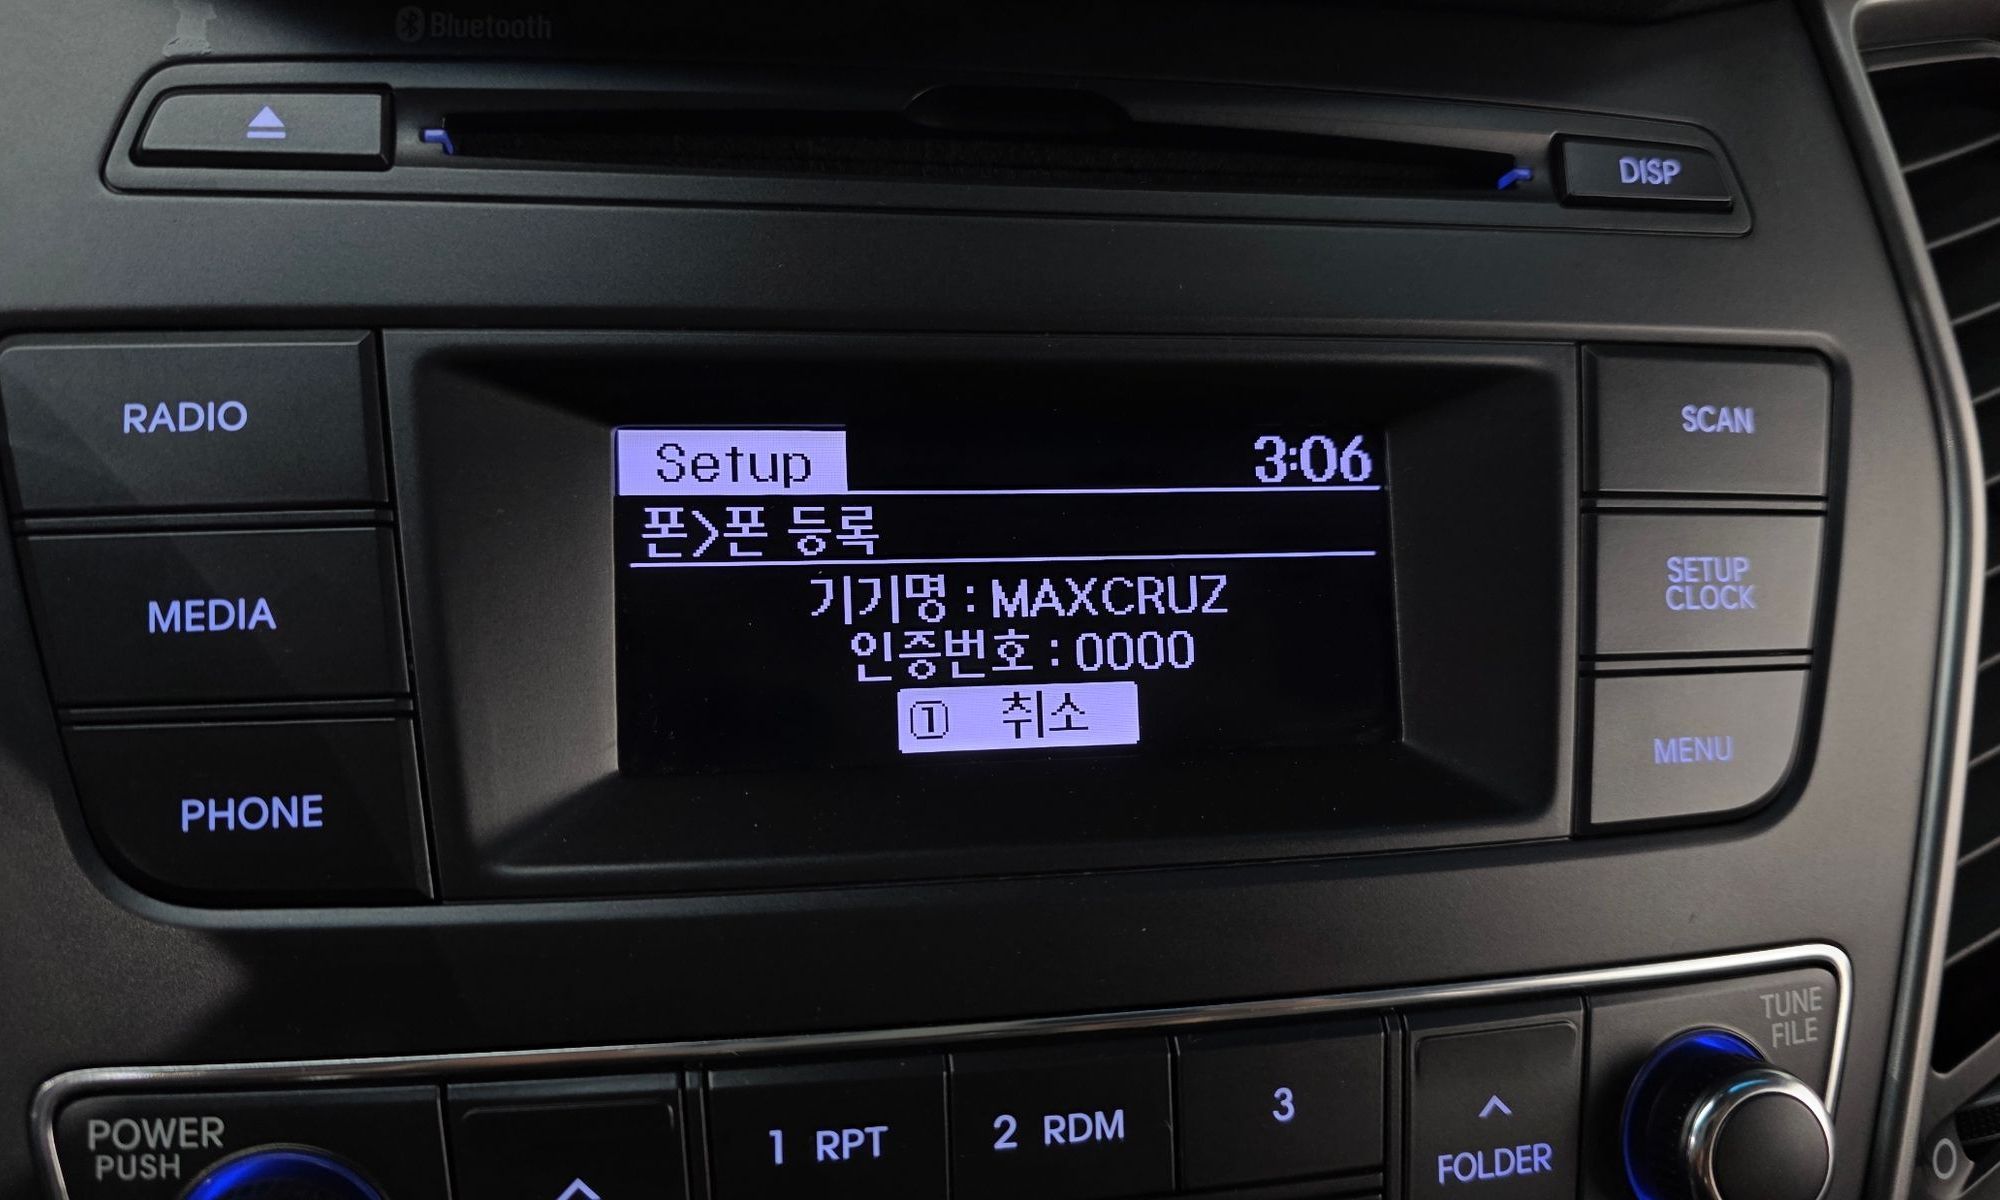 Bluetooth
DISP
RADIO
MEDIA
PHONE
Setup 3:06
폰>폰 등록
기기명 : MAXCRUZ
인증번호 : 0000
① 취소
SCAN
SETUP
CLOCK
MENU
POWER
PUSH
1 RPT
2 RDM
3
FOLDER
TUNE
FILE